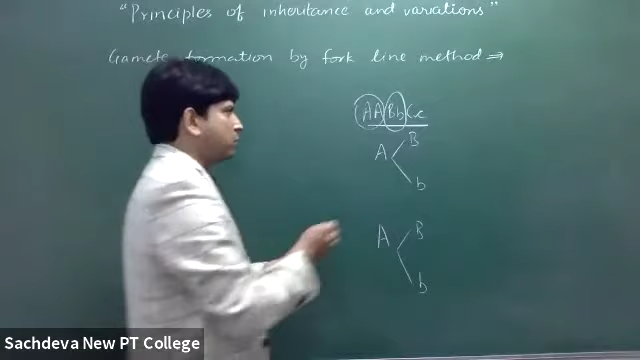 "Principles of inheritance and variations"
Gamete formation by fork line method ⇒
AABbCc
A B
b
A B
b
Sachdeva New PT College